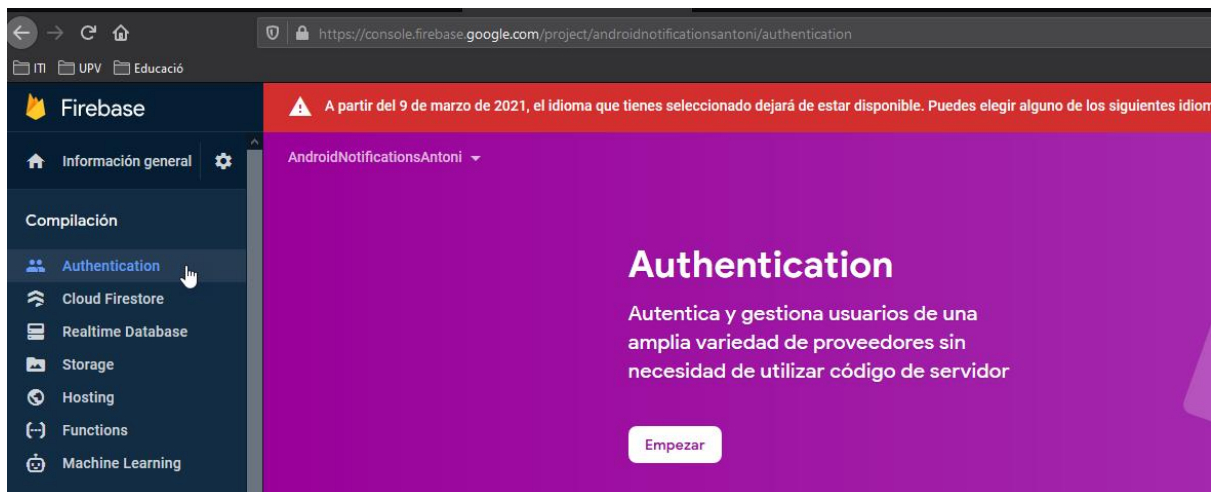 https://console.firebase.google.com/project/androidnotificationsantoni/authentication
ITI UPV Educació
Firebase
A partir del 9 de marzo de 2021, el idioma que tienes seleccionado dejará de estar disponible. Puedes elegir alguno de los siguientes idiom
Información general
AndroidNotificationsAntoni
Compilación
Authentication
Cloud Firestore
Realtime Database
Storage
Hosting
Functions
Machine Learning
Authentication
Autentica y gestiona usuarios de una
amplia variedad de proveedores sin
necesidad de utilizar código de servidor
Empezar